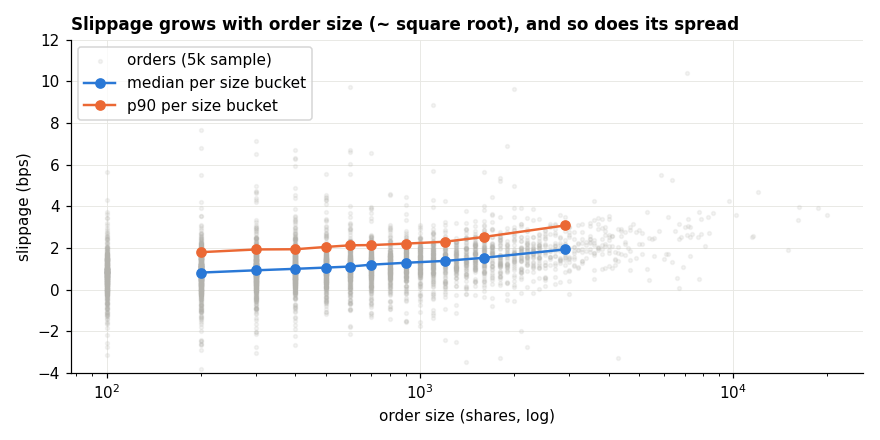 Slippage grows with order size (~ square root), and so does its spread
orders (5k sample)
median per size bucket
p90 per size bucket
slippage (bps)
12
10
8
6
4
2
0
−2
−4
10²
10³
10⁴
order size (shares, log)